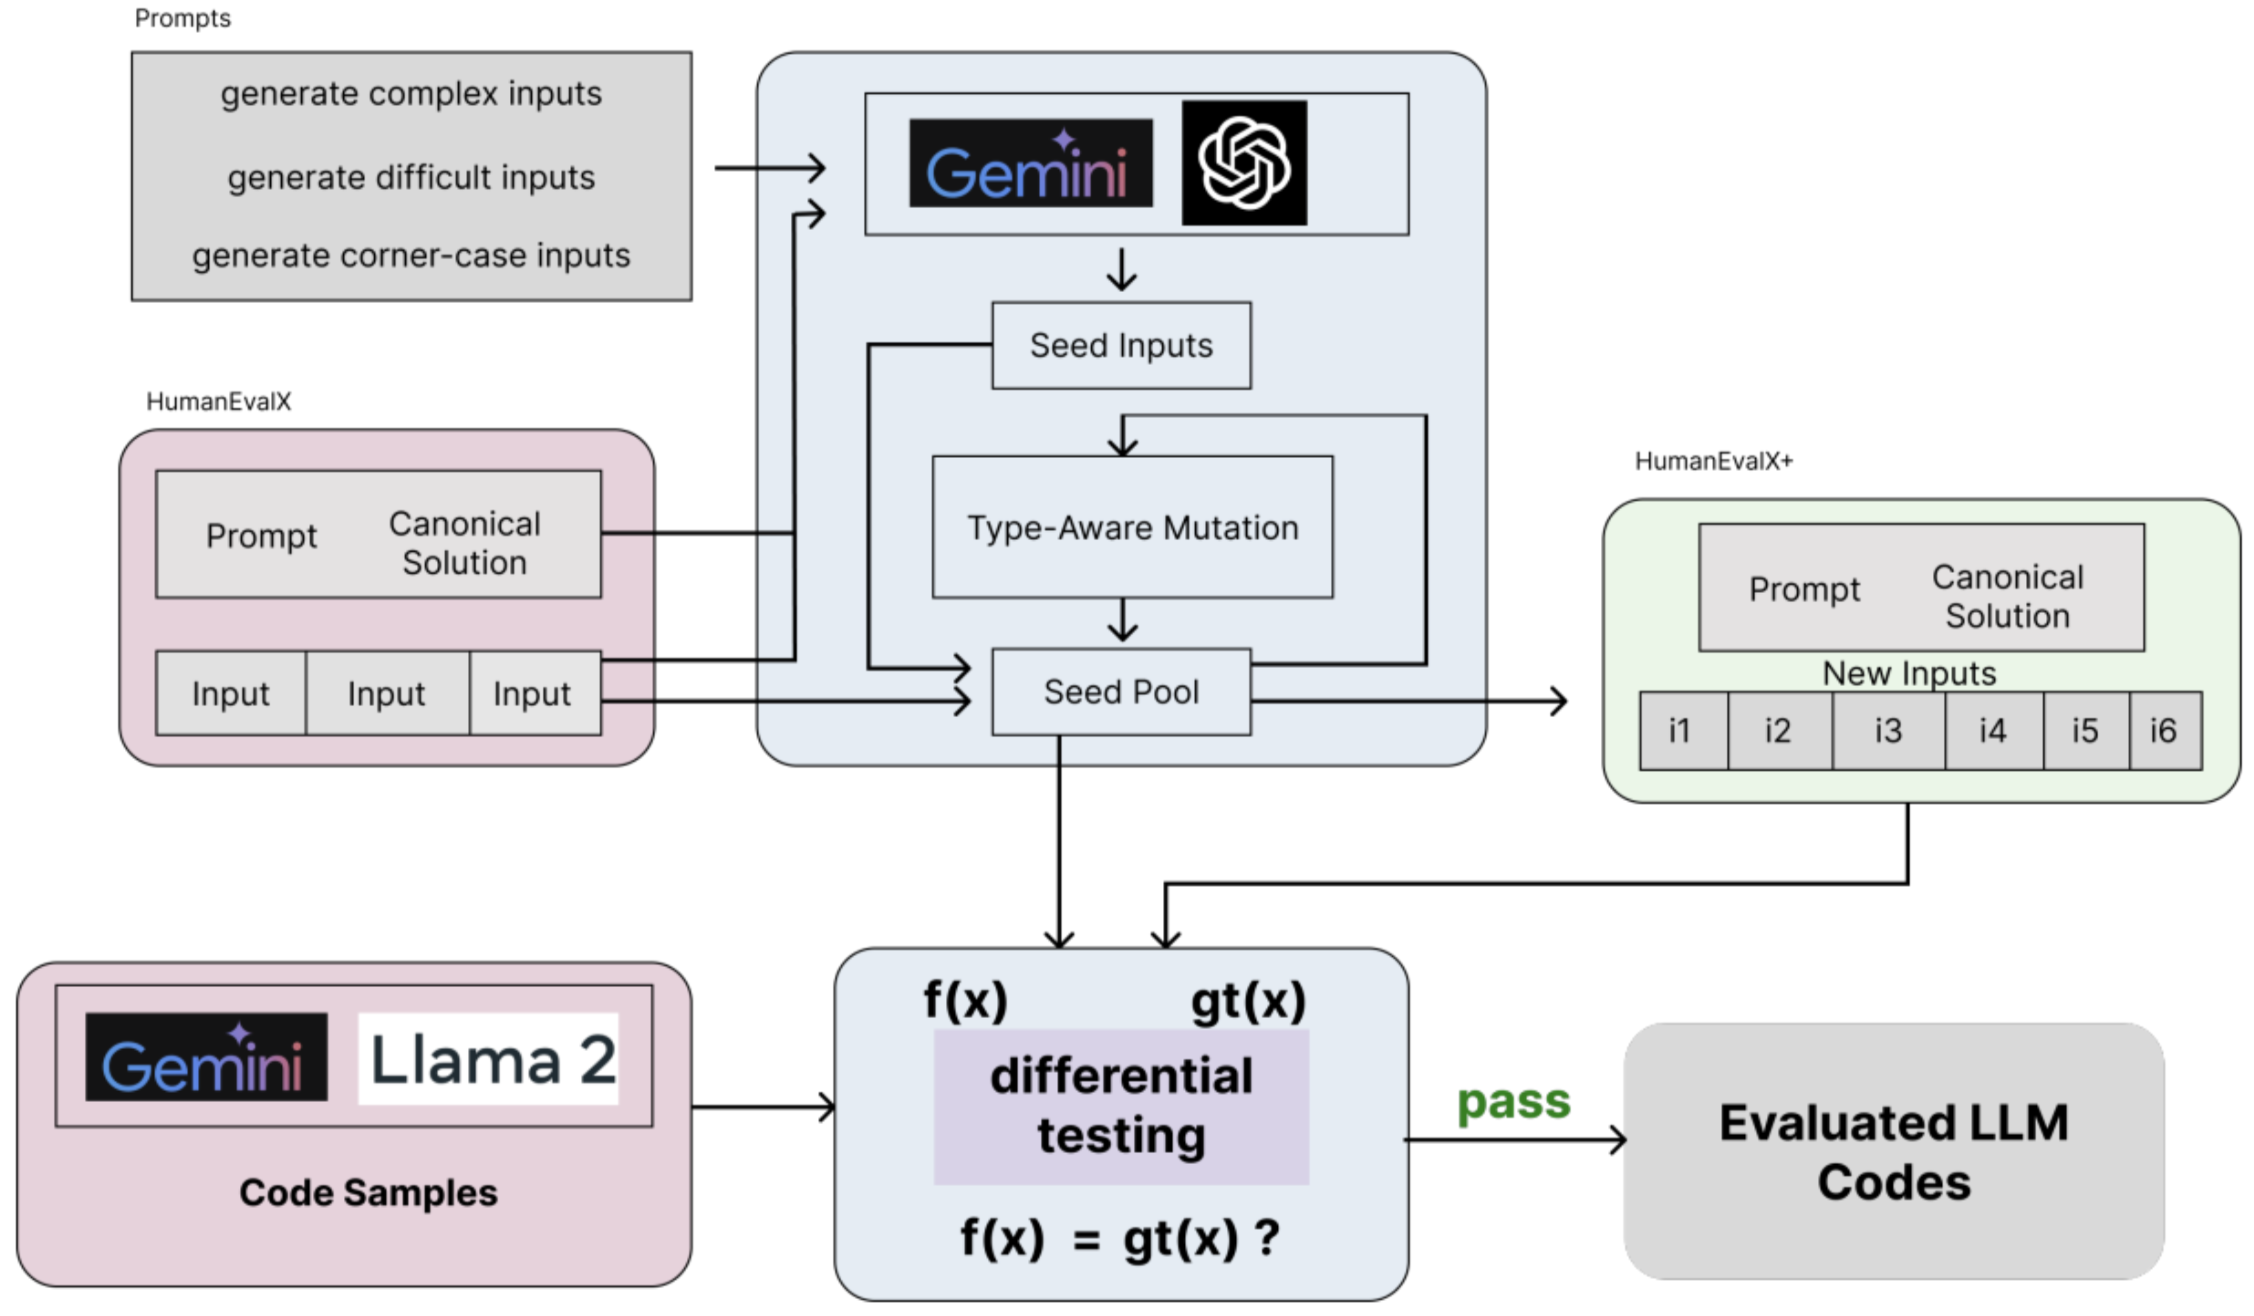 Prompts
generate complex inputs
generate difficult inputs
generate corner-case inputs
Gemini
Seed Inputs
HumanEvalX
Prompt
Canonical
Solution
Input
Input
Input
Type-Aware Mutation
Seed Pool
HumanEvalX+
Prompt
Canonical
Solution
New Inputs
i1
i2
i3
i4
i5
i6
Gemini
Llama 2
Code Samples
f(x)
gt(x)
differential
testing
f(x) = gt(x) ?
pass
Evaluated LLM
Codes